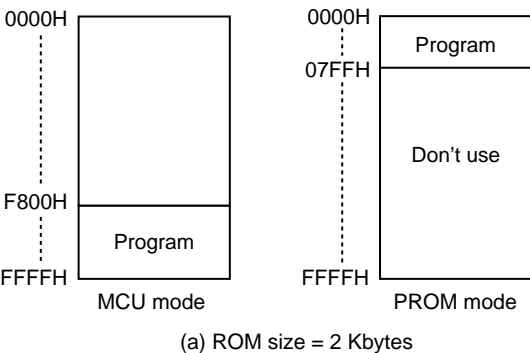 0000H
F800H
FFFFH
Program
MCU mode
0000H
07FFH
FFFFH
Program
Don't use
PROM mode
(a) ROM size = 2 Kbytes